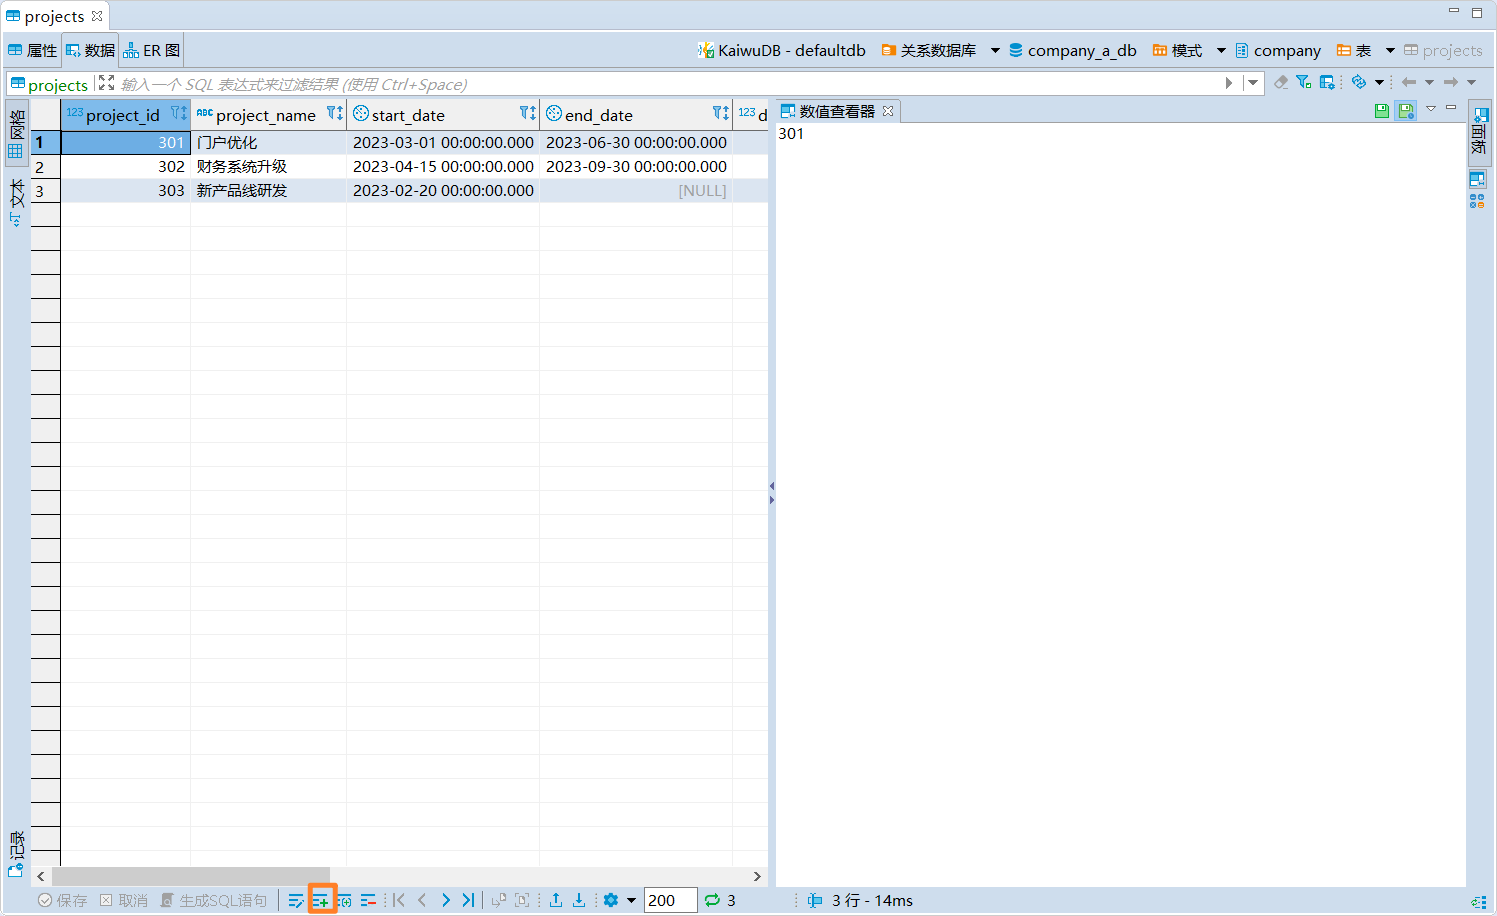 projects
属性 数据 ER 图 KaiwuDB - defaultdb 关系数据库 company_a_db 模式 company 表 projects
projects 输入一个 SQL 表达式来过滤结果 (使用 Ctrl+Space)
网格
文本
记录
123 project_id ABC project_name start_date end_date 123 d
1 301 门户优化 2023-03-01 00:00:00.000 2023-06-30 00:00:00.000
2 302 财务系统升级 2023-04-15 00:00:00.000 2023-09-30 00:00:00.000
3 303 新产品线研发 2023-02-20 00:00:00.000 [NULL]
数值查看器
301
面板
保存 取消 生成SQL语句 200 3 3 行 - 14ms